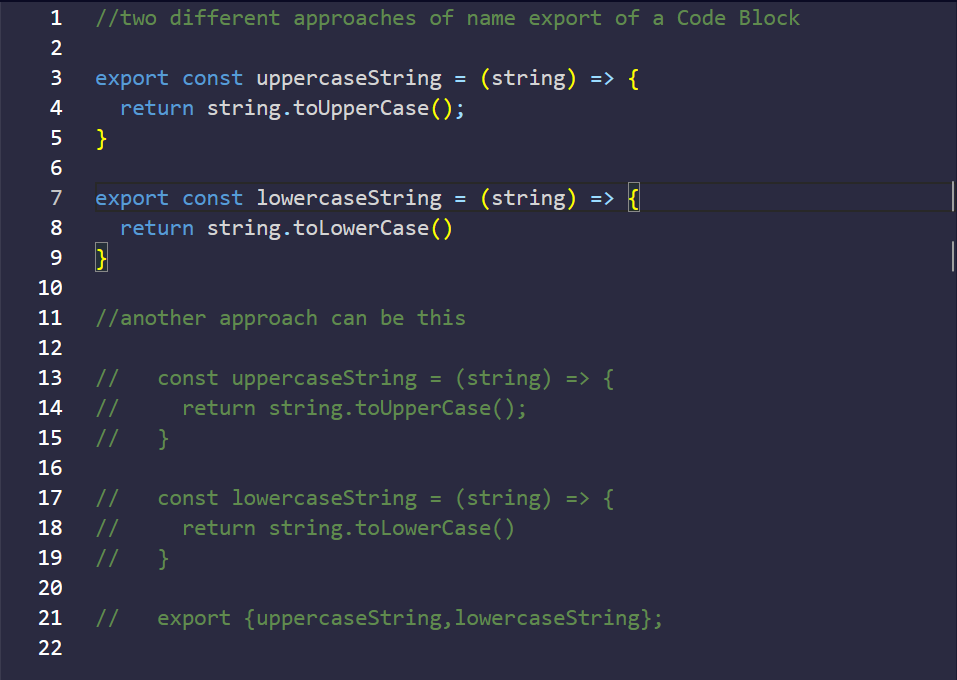 1 //two different approaches of name export of a Code Block
2
3 export const uppercaseString = (string) => {
4   return string.toUpperCase();
5 }
6
7 export const lowercaseString = (string) => {
8   return string.toLowerCase()
9 }
10
11 //another approach can be this
12
13 //   const uppercaseString = (string) => {
14 //     return string.toUpperCase();
15 //   }
16
17 //   const lowercaseString = (string) => {
18 //     return string.toLowerCase()
19 //   }
20
21 //   export {uppercaseString,lowercaseString};
22